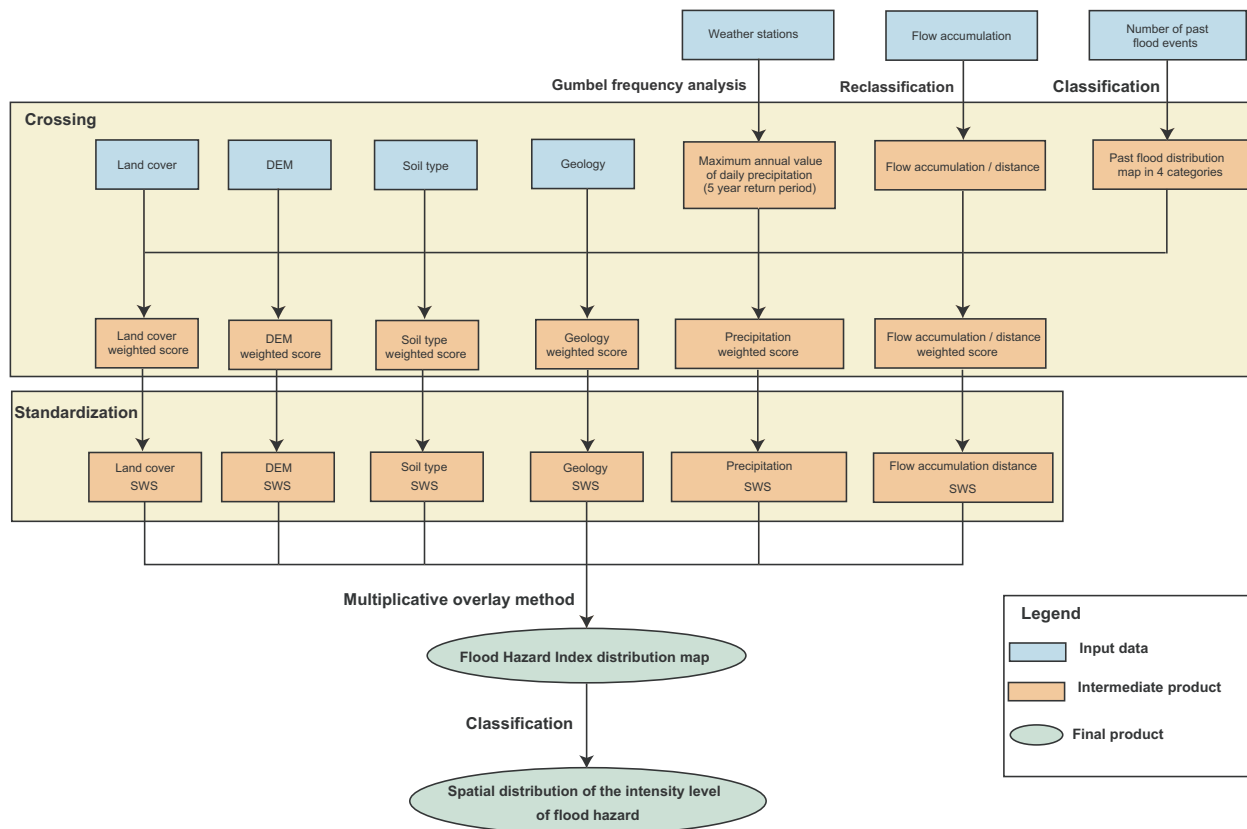 Weather stations
Flow accumulation
Number of past
flood events
Gumbel frequency analysis
Reclassification
Classification
Crossing
Land cover
DEM
Soil type
Geology
Maximum annual value
of daily precipitation
(5 year return period)
Flow accumulation / distance
Past flood distribution
map in 4 categories
Land cover
weighted score
DEM
weighted score
Soil type
weighted score
Geology
weighted score
Precipitation
weighted score
Flow accumulation / distance
weighted score
Standardization
Land cover
SWS
DEM
SWS
Soil type
SWS
Geology
SWS
Precipitation
SWS
Flow accumulation distance
SWS
Multiplicative overlay method
Flood Hazard Index distribution map
Classification
Spatial distribution of the intensity level
of flood hazard
Legend
Input data
Intermediate product
Final product